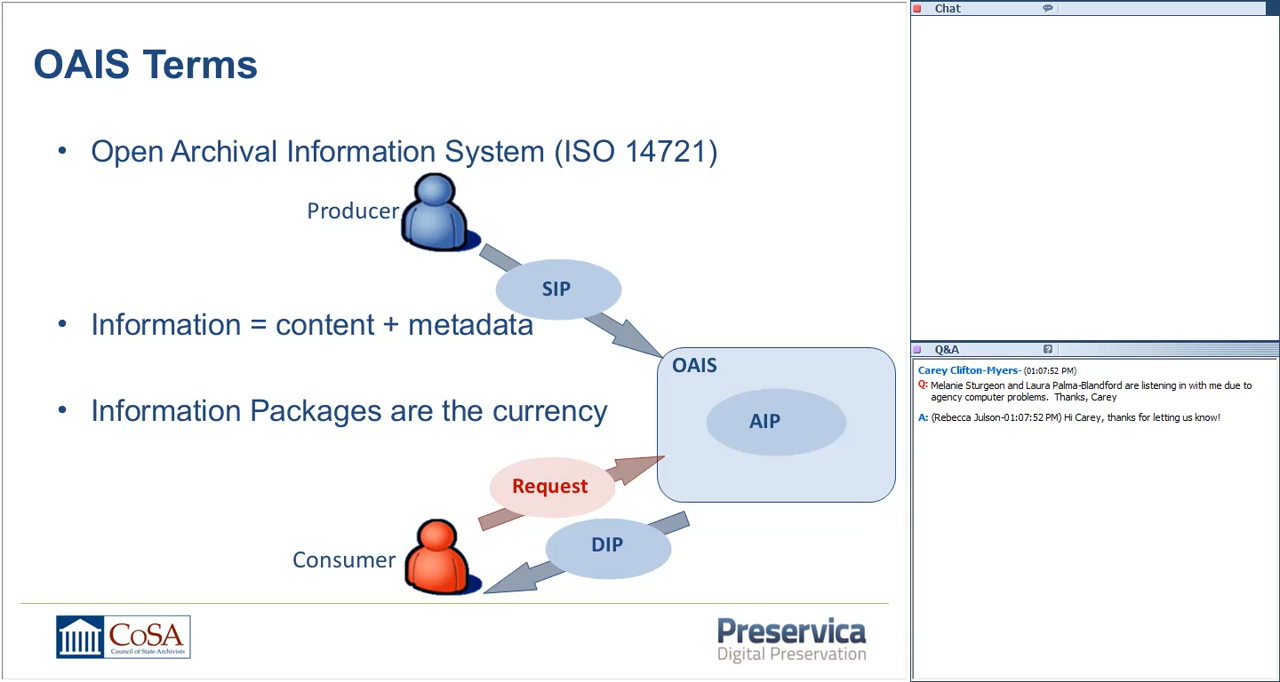 OAIS Terms
• Open Archival Information System (ISO 14721)
Producer
SIP
• Information = content + metadata
OAIS
• Information Packages are the currency
AIP
Request
DIP
Consumer
CoSA
Council of State Archivists
Preservica
Digital Preservation
Chat
Q&A
Carey Clifton-Myers- (01:07:52 PM)
Q: Melanie Sturgeon and Laura Palma-Blandford are listening in with me due to
agency computer problems. Thanks, Carey
A: (Rebecca Julson-01:07:52 PM) Hi Carey, thanks for letting us know!